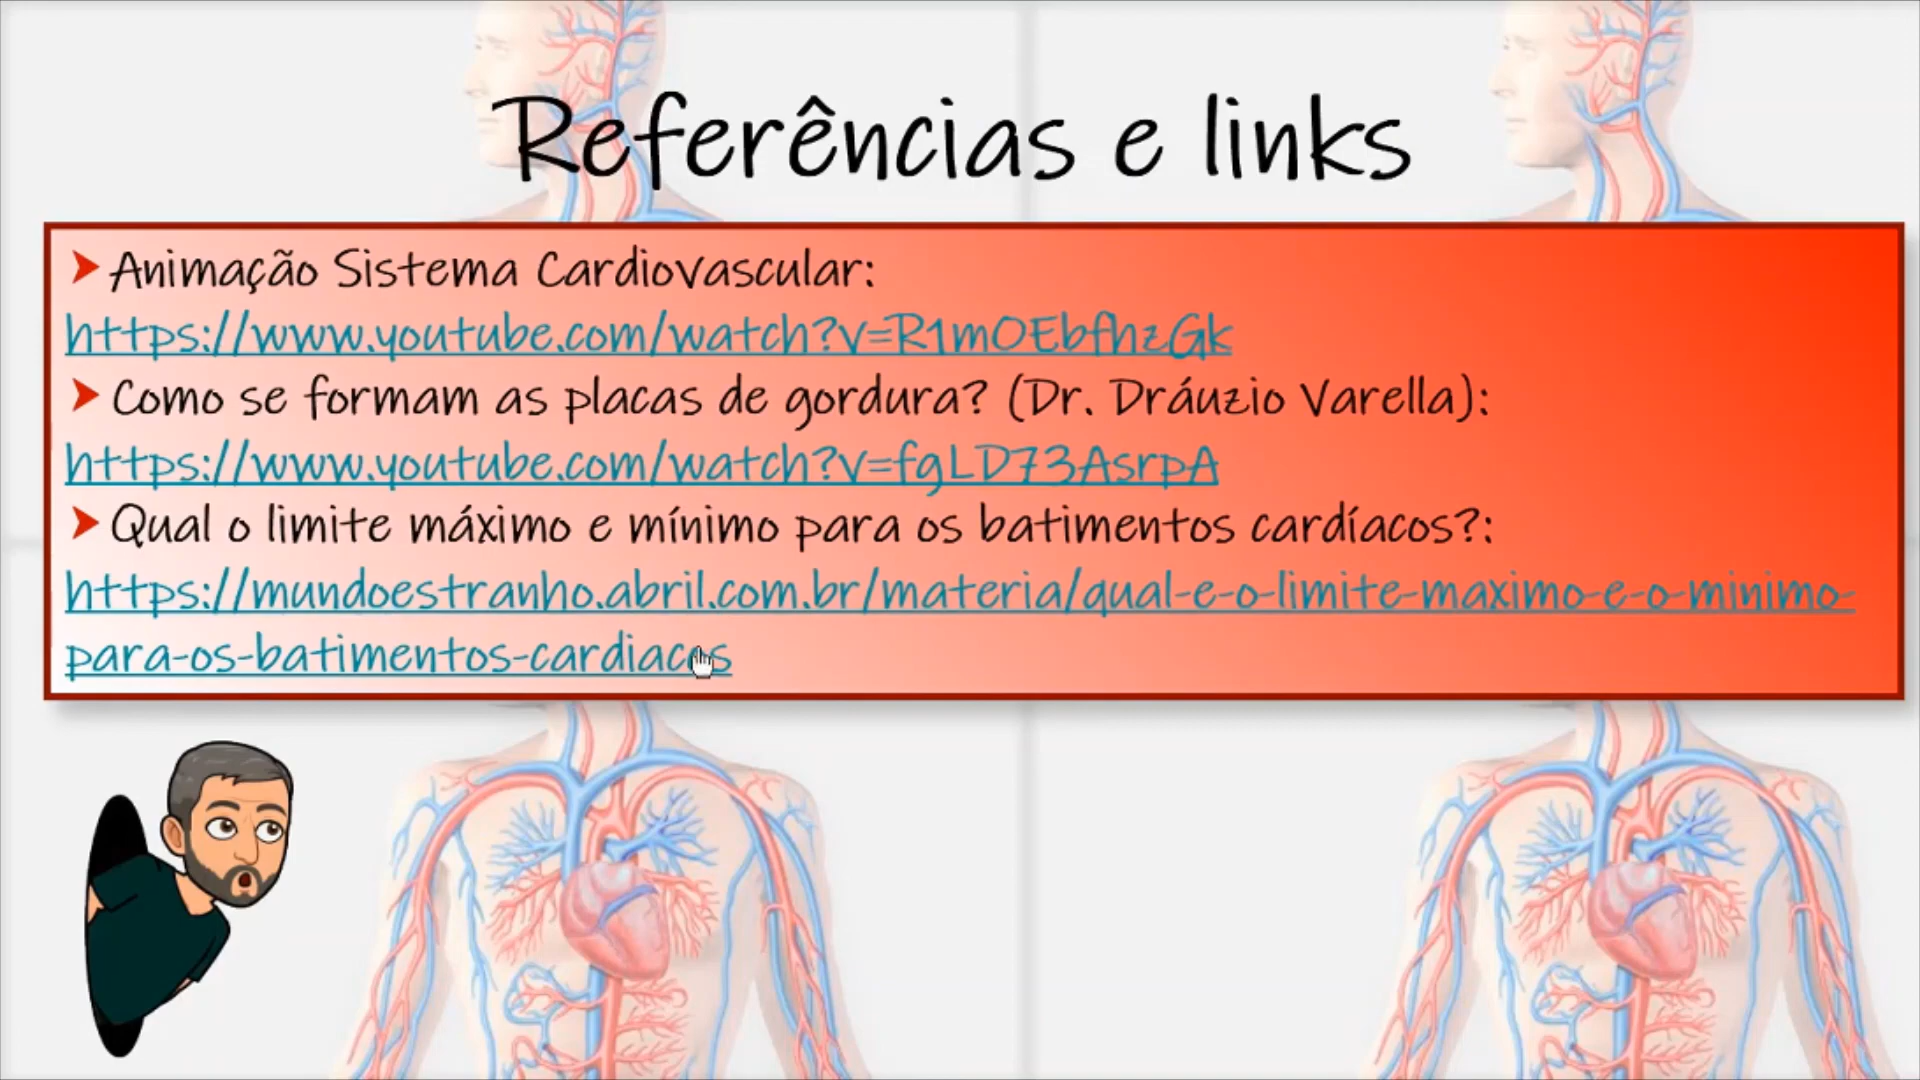 Referências e links
➤Animação Sistema Cardiovascular:
https://www.youtube.com/watch?v=R1mOEbfhzGk
➤Como se formam as placas de gordura? (Dr. Dráuzio Varella):
https://www.youtube.com/watch?v=fgLD73AsrpA
➤Qual o limite máximo e mínimo para os batimentos cardíacos?:
https://mundoestranho.abril.com.br/materia/qual-e-o-limite-maximo-e-o-minimo-
para-os-batimentos-cardiacos